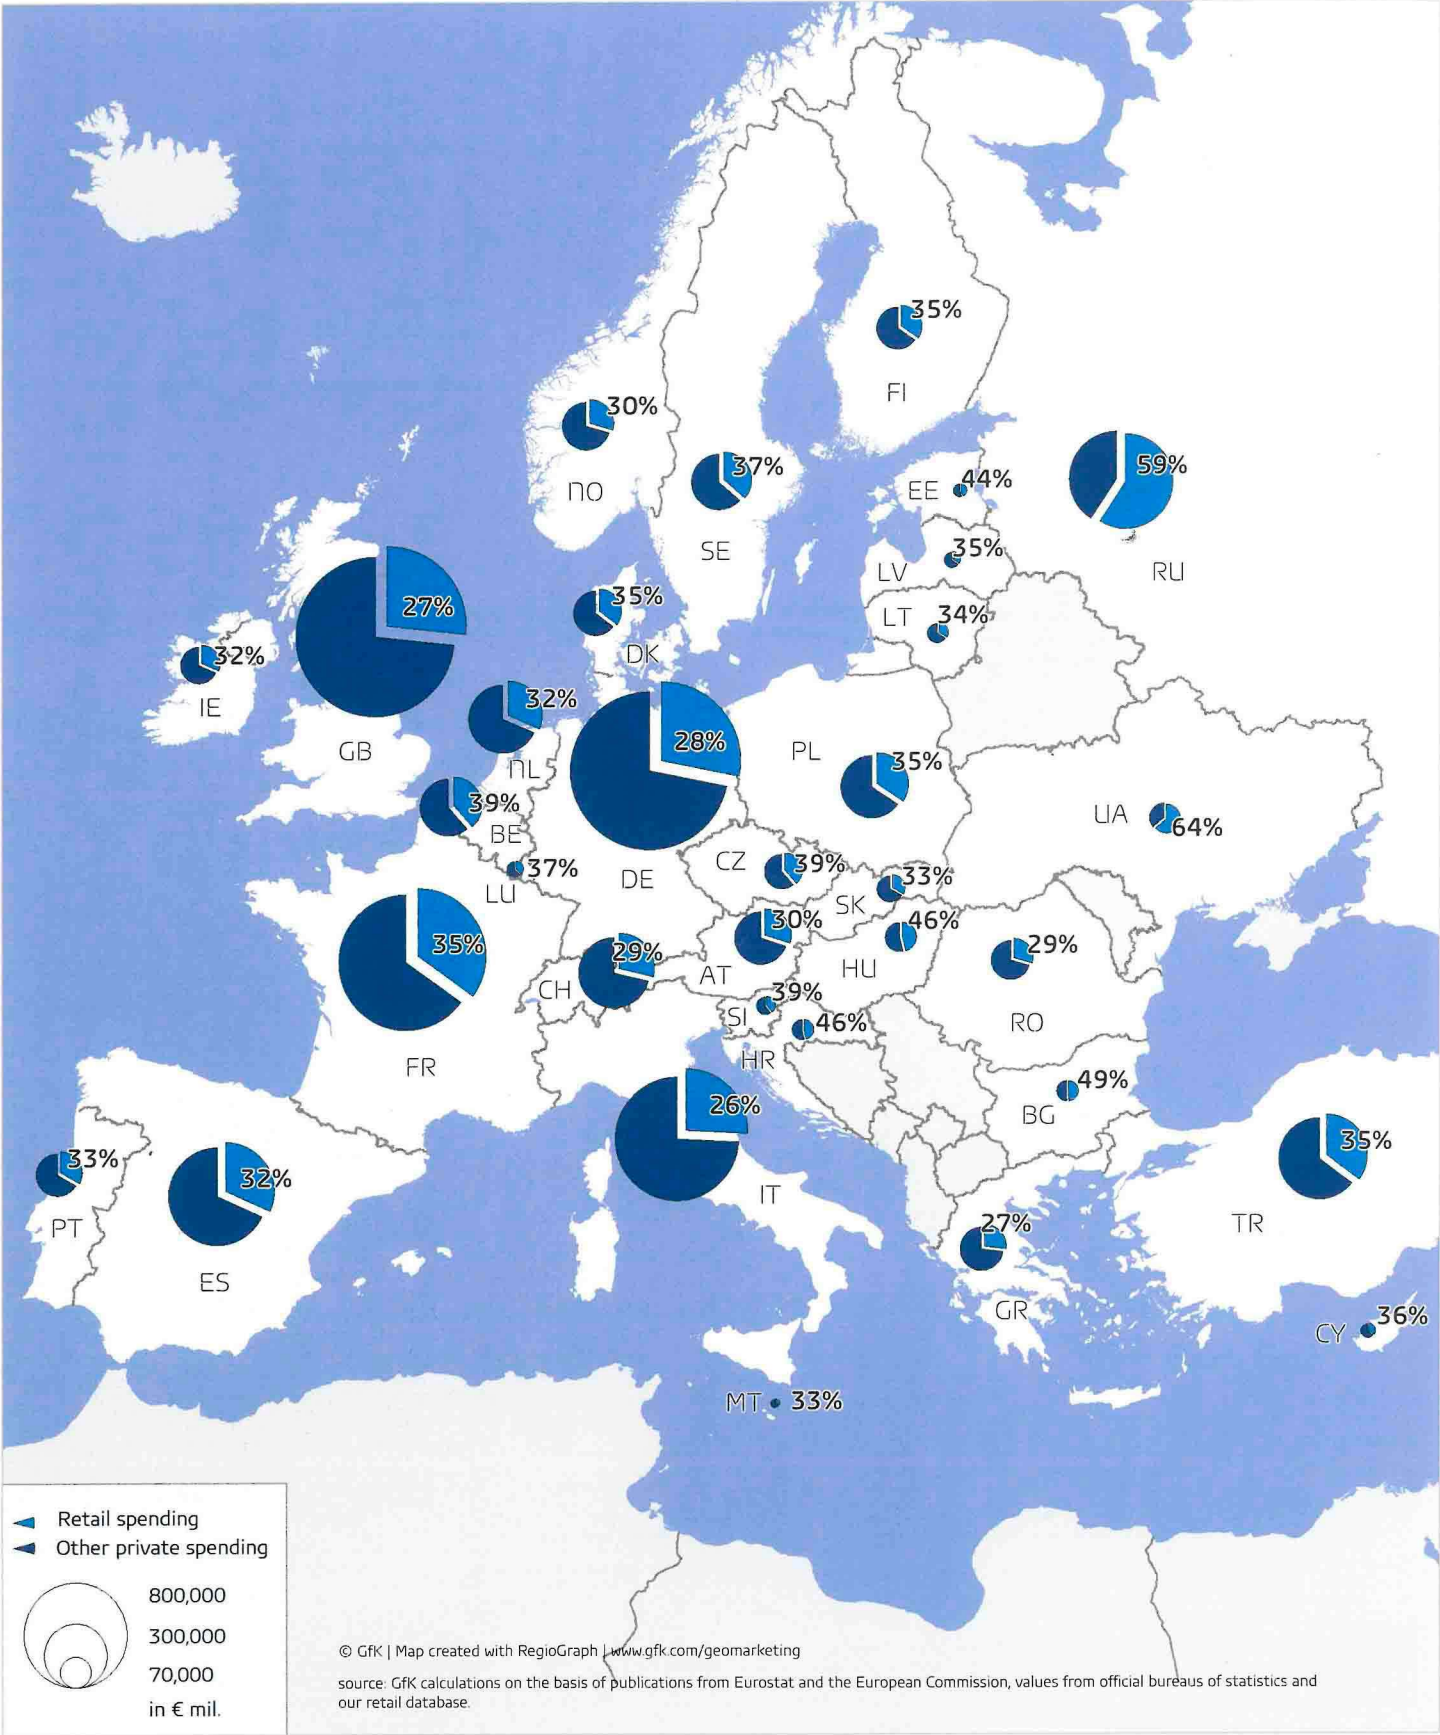 35%
FI
30%
NO
37%
SE
44%
EE
59%
RU
35%
LV
34%
LT
27%
GB
35%
DK
32%
IE
32%
NL
28%
DE
35%
PL
39%
BE
64%
UA
37%
LU
39%
CZ
33%
SK
35%
FR
30%
AT
46%
HU
29%
CH
29%
RO
39%
SI
46%
HR
49%
BG
26%
IT
33%
PT
32%
ES
35%
TR
27%
GR
36%
CY
MT 33%
Retail spending
Other private spending
800,000
300,000
70,000
in € mil.
© GfK | Map created with RegioGraph | www.gfk.com/geomarketing
source: GfK calculations on the basis of publications from Eurostat and the European Commission, values from official bureaus of statistics and
our retail database.